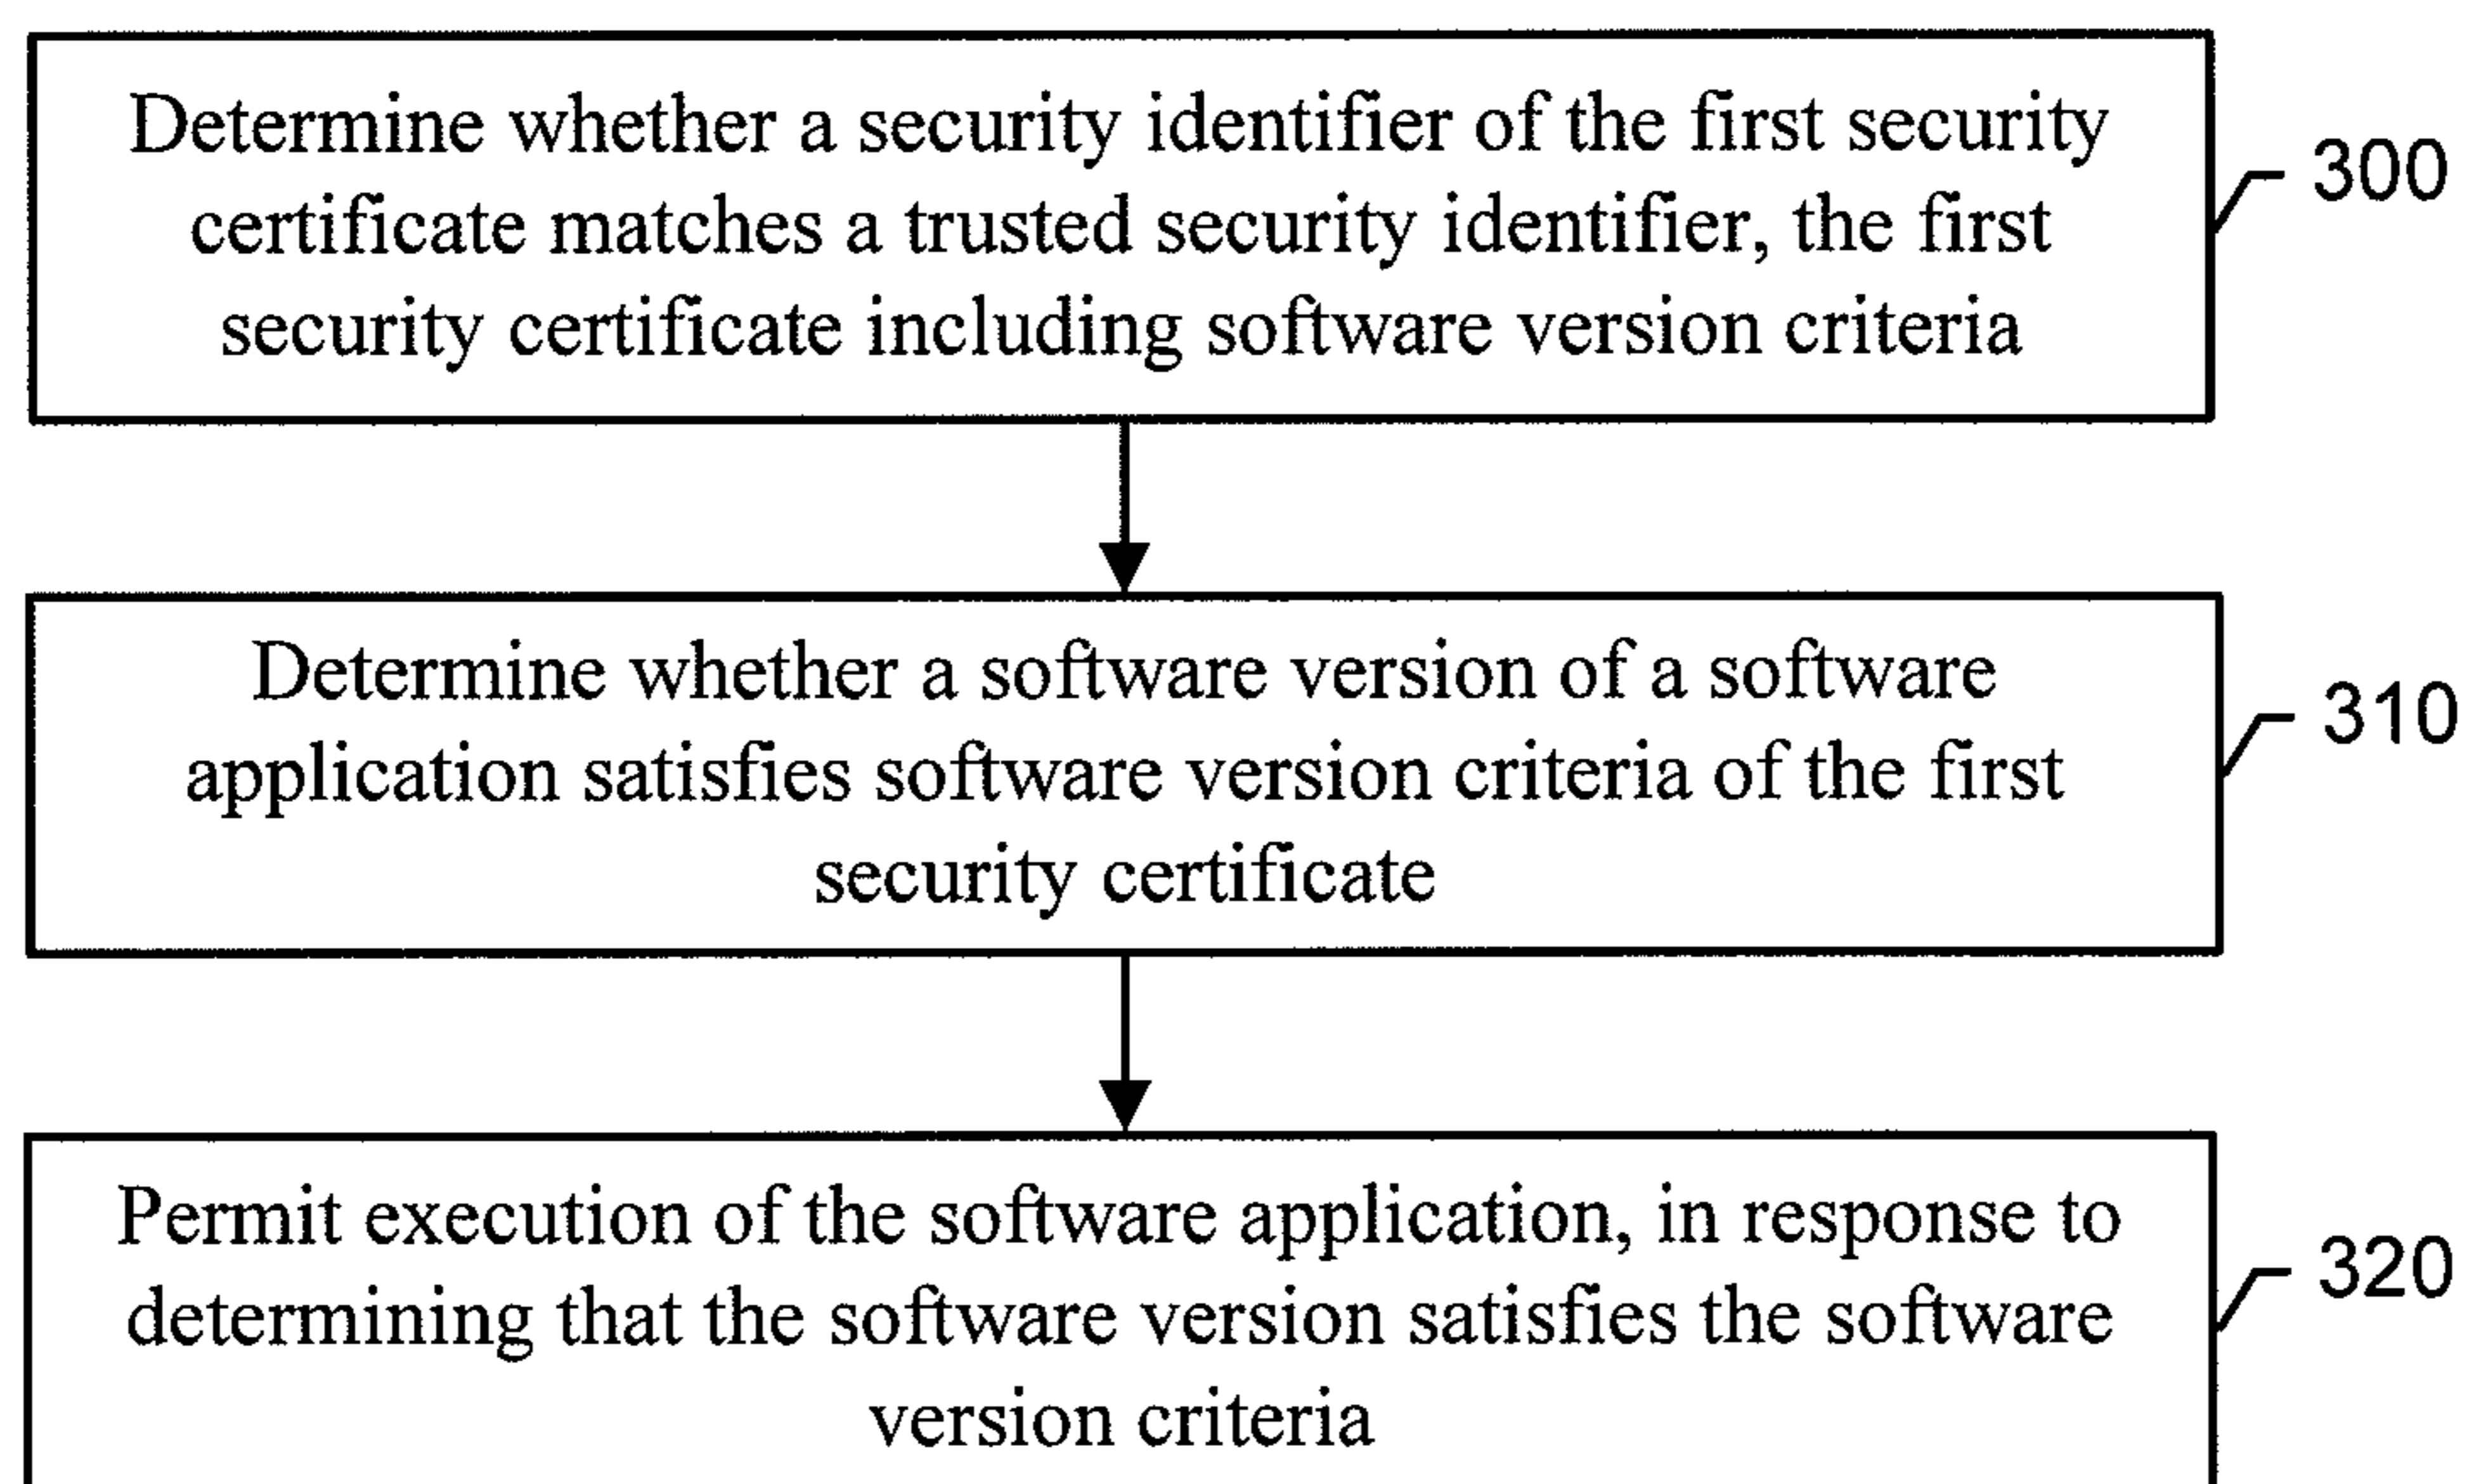 Determine whether a security identifier of the first security
certificate matches a trusted security identifier, the first
security certificate including software version criteria
300
Determine whether a software version of a software
application satisfies software version criteria of the first
security certificate
310
Permit execution of the software application, in response to
determining that the software version satisfies the software
version criteria
320